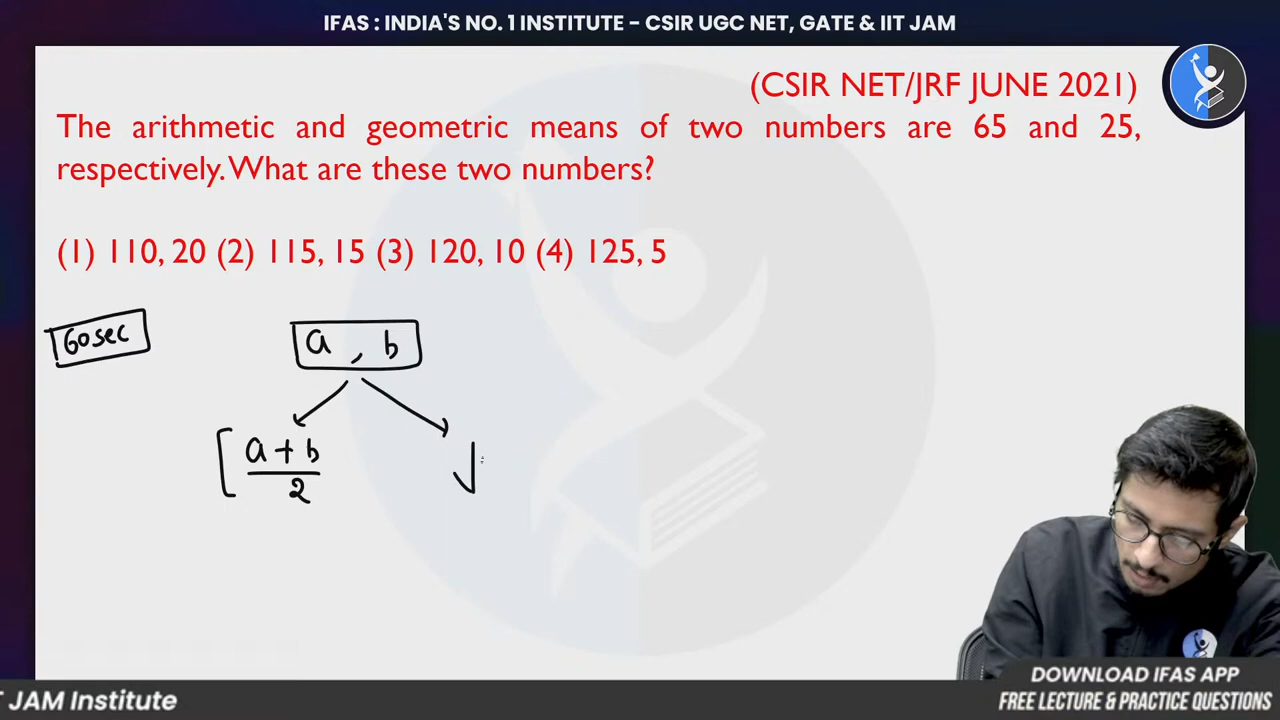 IFAS : INDIA'S NO. 1 INSTITUTE - CSIR UGC NET, GATE & IIT JAM
(CSIR NET/JRF JUNE 2021)
The arithmetic and geometric means of two numbers are 65 and 25,
respectively. What are these two numbers?
(1) 110, 20 (2) 115, 15 (3) 120, 10 (4) 125, 5
60 sec
a , b
[ a + b
2
√
DOWNLOAD IFAS APP
T JAM Institute
FREE LECTURE & PRACTICE QUESTIONS